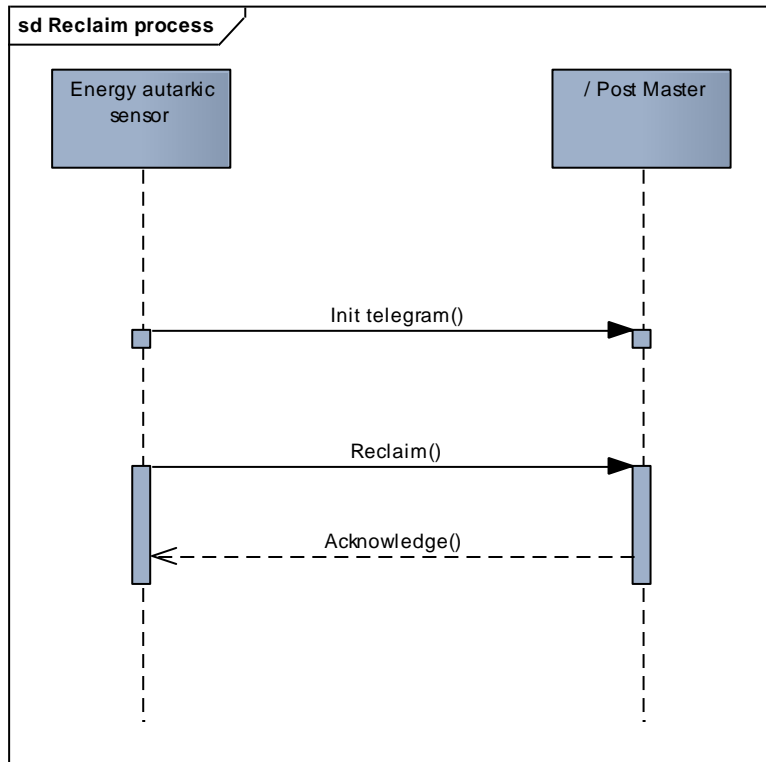 sd Reclaim process
Energy autarkic
sensor
/ Post Master
Init telegram()
Reclaim()
Acknowledge()